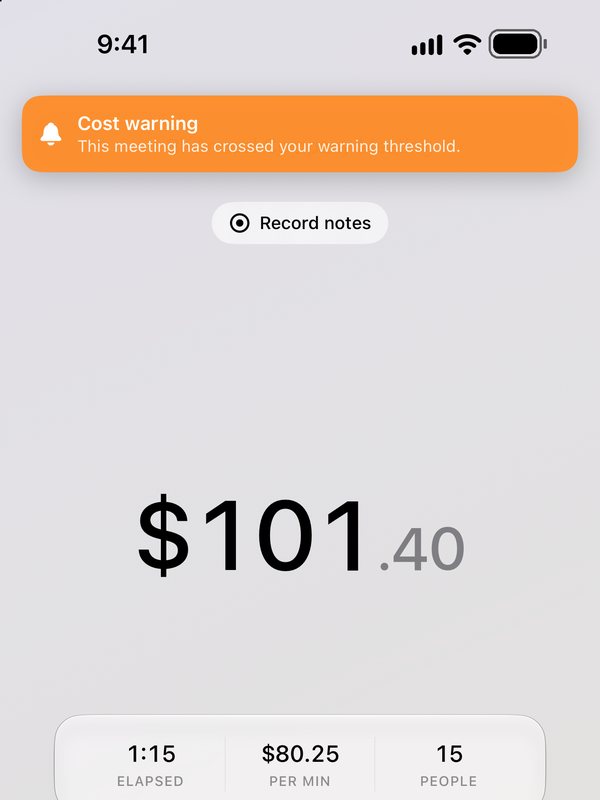 9:41
Cost warning
This meeting has crossed your warning threshold.
Record notes
$101.40
1:15 $80.25 15
ELAPSED PER MIN PEOPLE